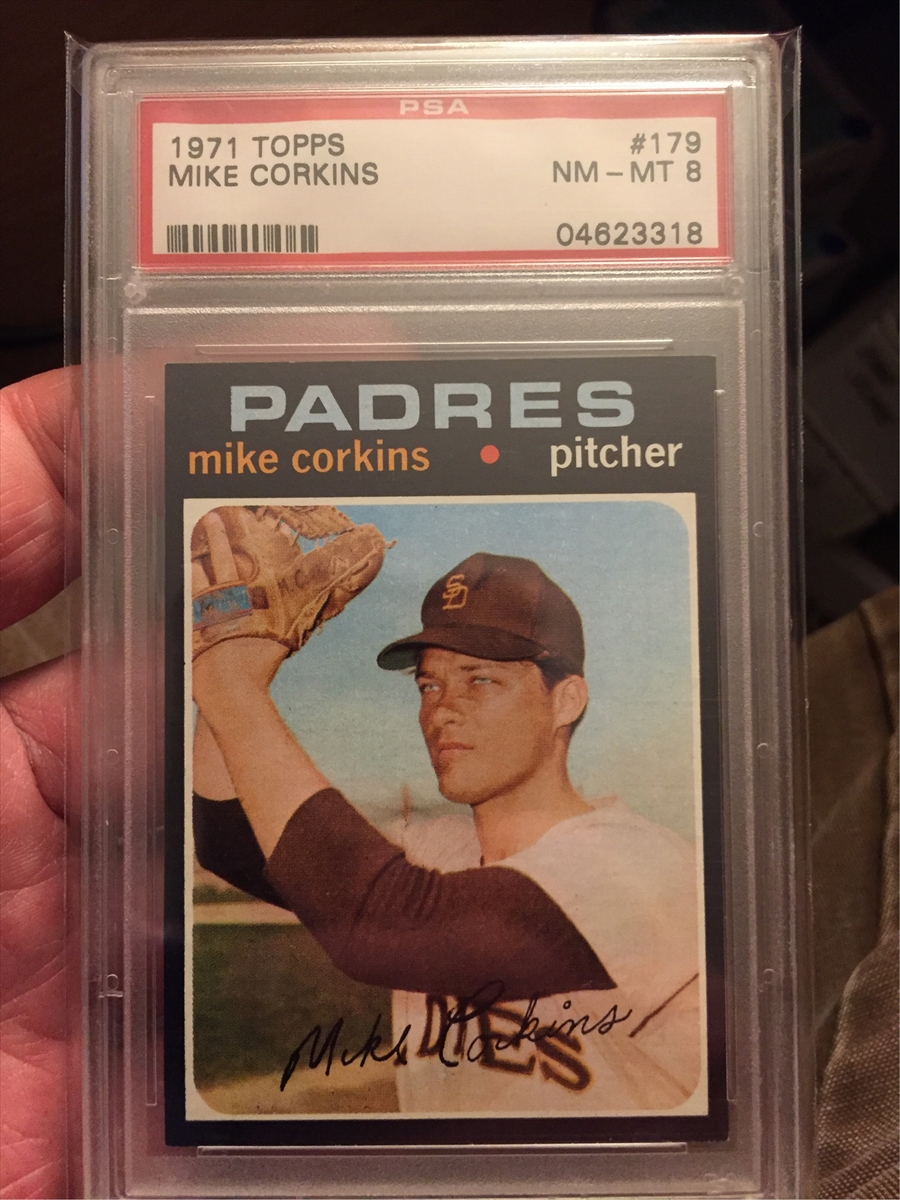 PSA
1971 TOPPS #179
MIKE CORKINS NM-MT 8
04623318
PADRES
mike corkins • pitcher
SD
Mike Corkins